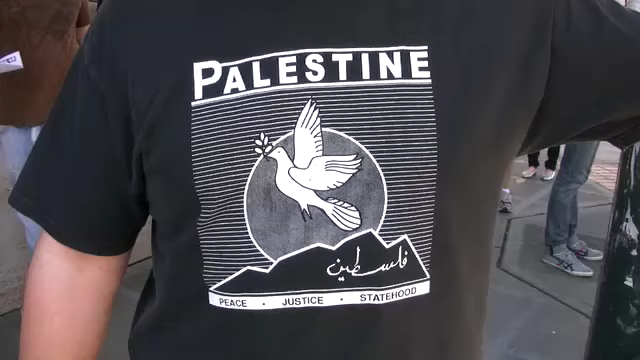 PALESTINE
فلسطين
PEACE · JUSTICE · STATEHOOD